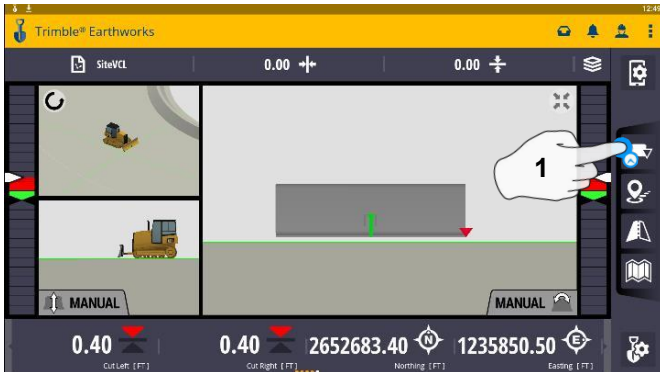 12:49
Trimble® Earthworks
SiteVCL
0.00
0.00
1
MANUAL
MANUAL
0.40
0.40
2652683.40
N
1235850.50
E
Cut Left [FT]
Cut Right [FT]
Northing [FT]
Easting [FT]